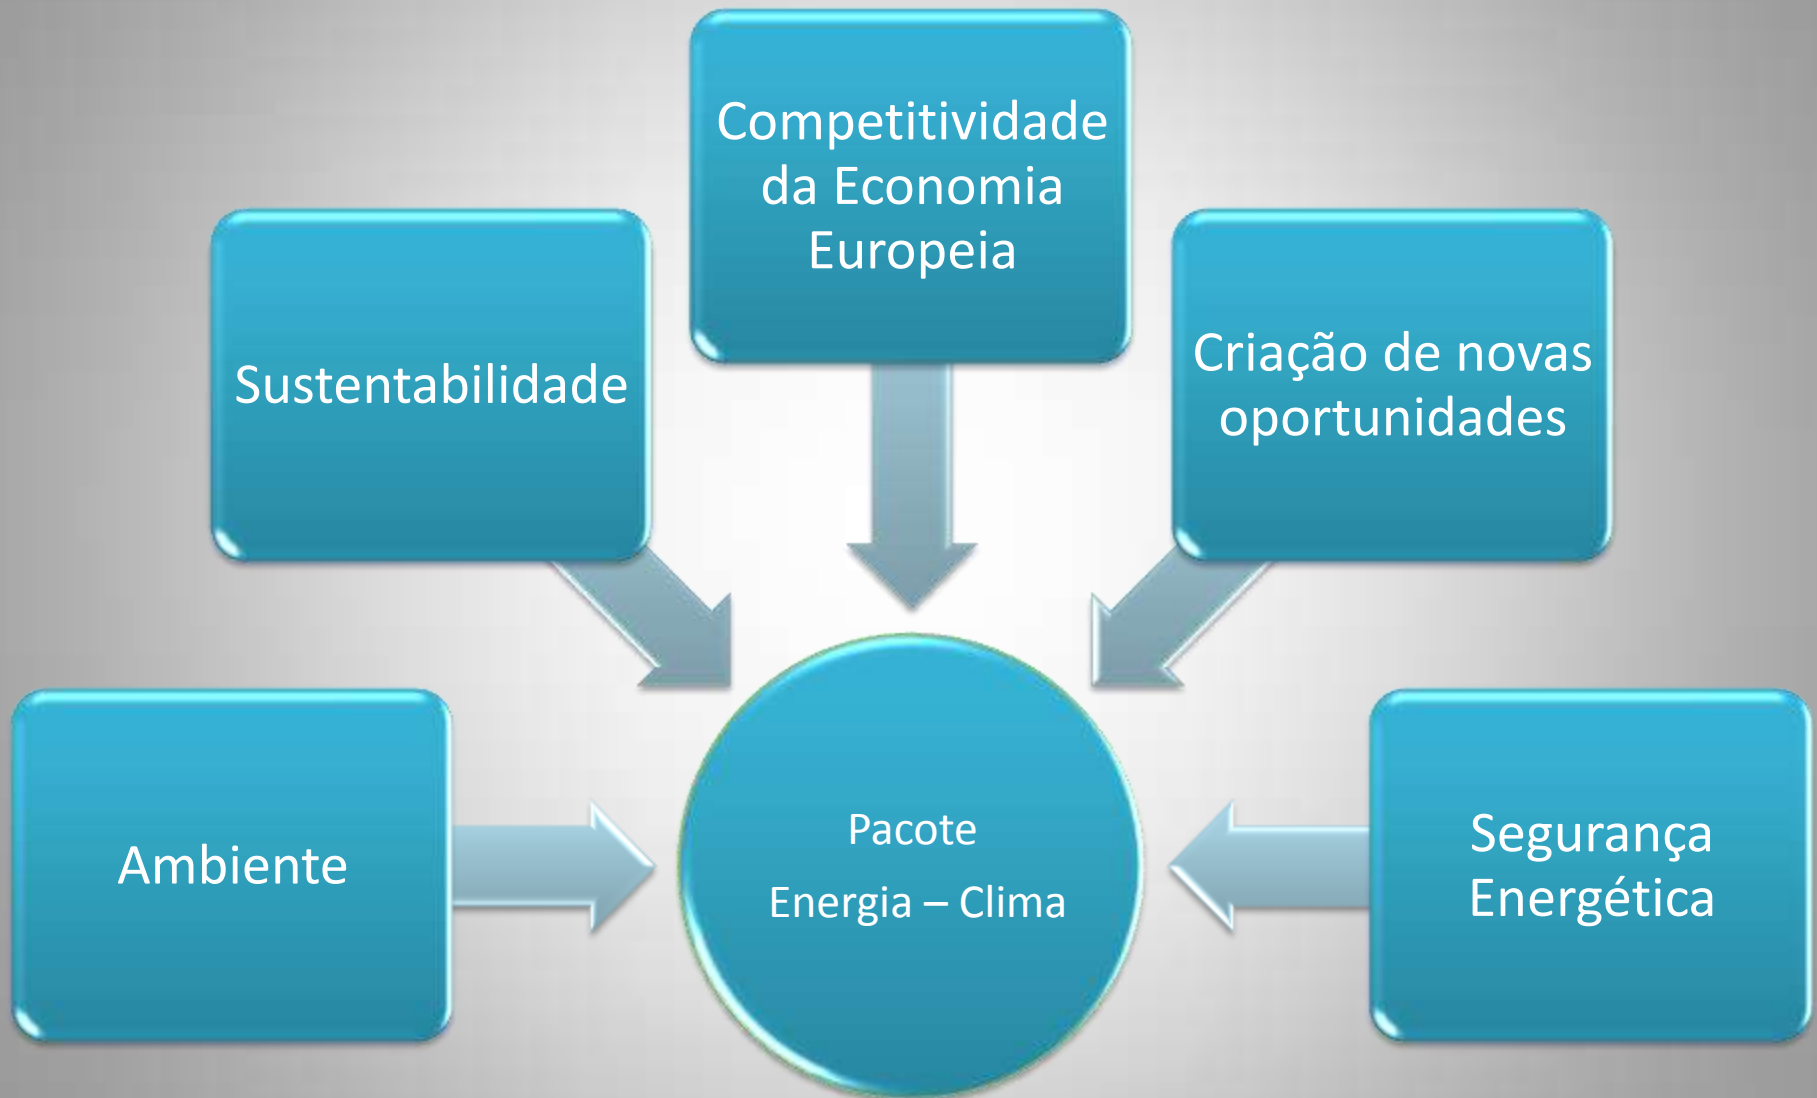 Competitividade
da Economia
Europeia
Sustentabilidade
Criação de novas
oportunidades
Ambiente
Pacote
Energia – Clima
Segurança
Energética